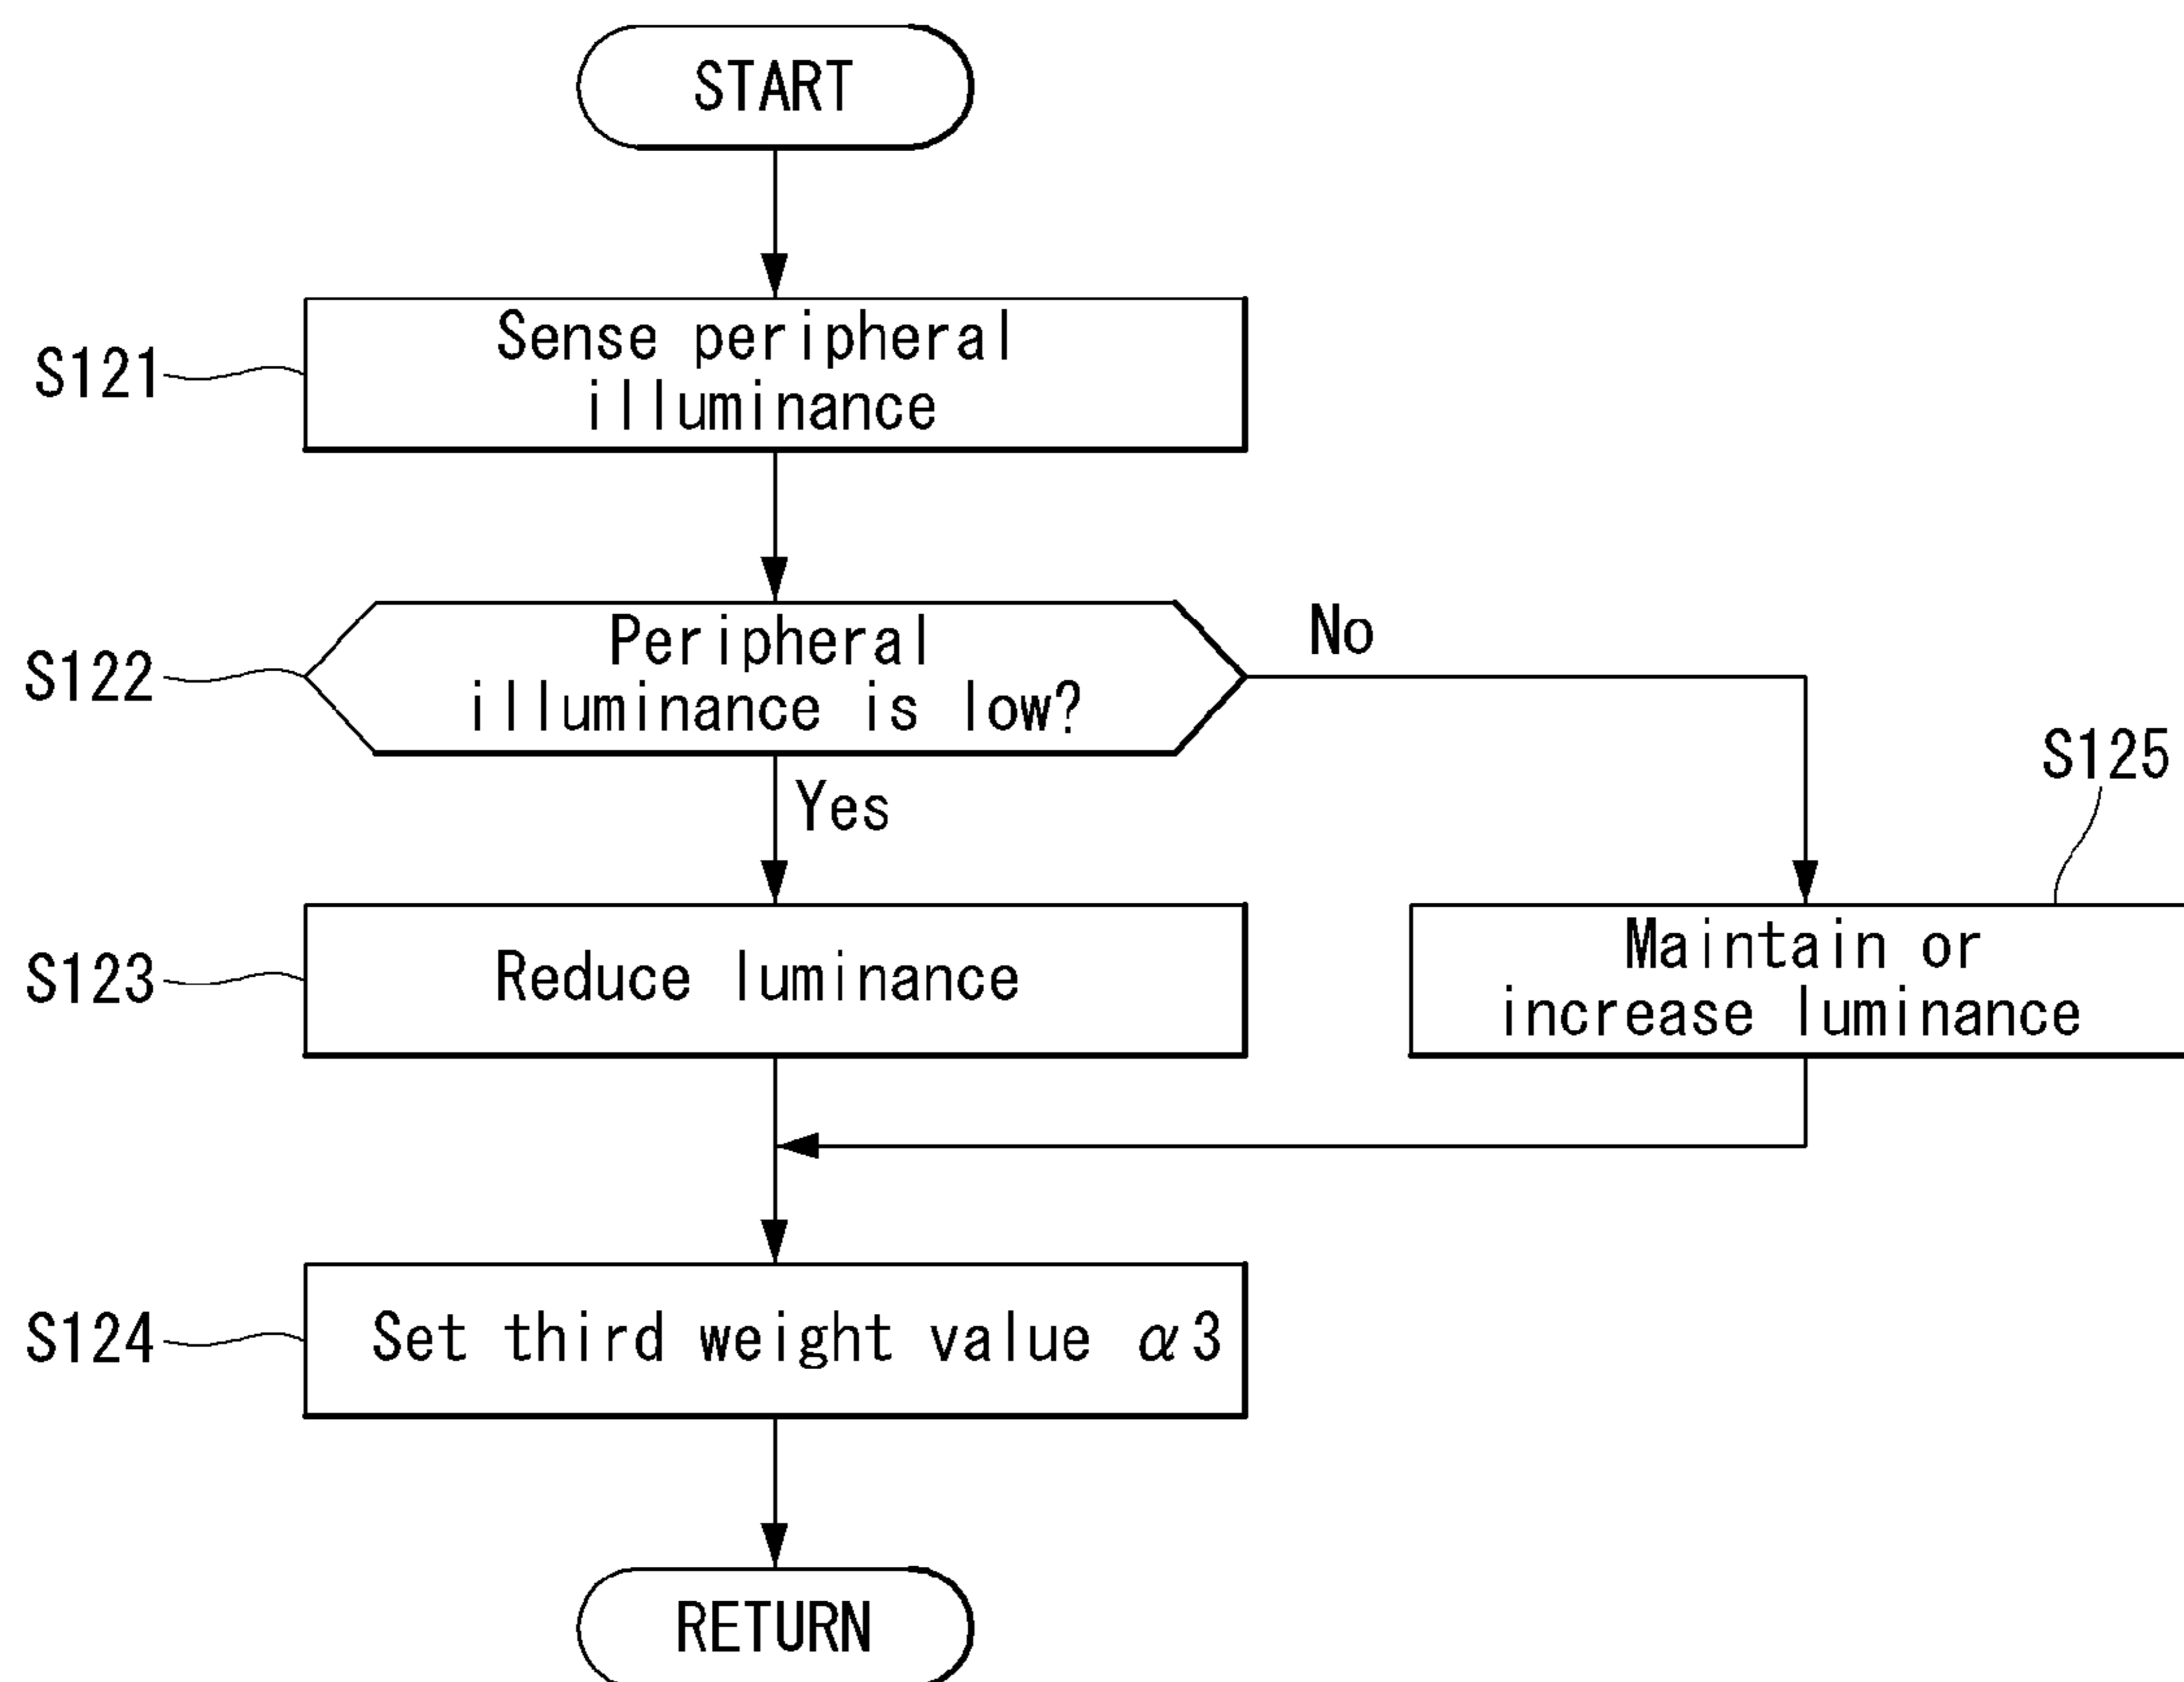 START
S121
Sense peripheral
illuminance
S122
Peripheral
illuminance is low?
No
Yes
S125
S123
Reduce luminance
Maintain or
increase luminance
S124
Set third weight value α3
RETURN